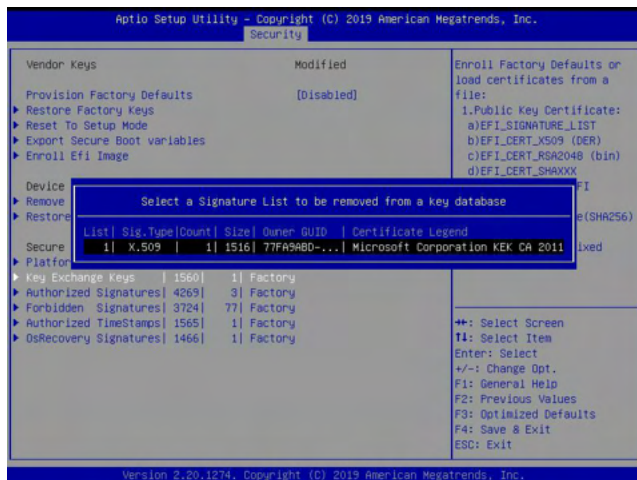 Aptio Setup Utility – Copyright (C) 2019 American Megatrends, Inc.
Security
Vendor Keys Modified
Provision Factory Defaults [Disabled]
Restore Factory Keys
Reset To Setup Mode
Export Secure Boot variables
Enroll Efi Image
Device
Remove
Restore
Secure
Platfor
Select a Signature List to be removed from a key database
List| Sig.Type|Count| Size| Owner GUID | Certificate Legend
1| X.509 | 1| 1516| 77FA9ABD-...| Microsoft Corporation KEK CA 2011
Key Exchange Keys | 1560| 1| Factory
Authorized Signatures| 4269| 3| Factory
Forbidden Signatures| 3724| 77| Factory
Authorized TimeStamps| 1565| 1| Factory
OsRecovery Signatures| 1466| 1| Factory
Enroll Factory Defaults or
load certificates from a
file:
1.Public Key Certificate:
a)EFI_SIGNATURE_LIST
b)EFI_CERT_X509 (DER)
c)EFI_CERT_RSA2048 (bin)
d)EFI_CERT_SHAXXX
FI
e(SHA256)
ixed
↔: Select Screen
↑↓: Select Item
Enter: Select
+/-: Change Opt.
F1: General Help
F2: Previous Values
F3: Optimized Defaults
F4: Save & Exit
ESC: Exit
Version 2.20.1274. Copyright (C) 2019 American Megatrends, Inc.